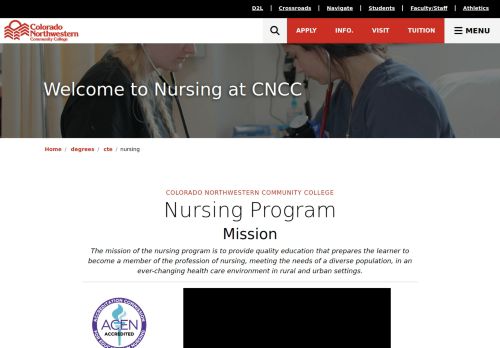 D2L | Crossroads | Navigate | Students | Faculty/Staff | Athletics
Colorado
Northwestern
Community College
APPLY INFO. VISIT TUITION MENU
Welcome to Nursing at CNCC
Home / degrees / cte / nursing
COLORADO NORTHWESTERN COMMUNITY COLLEGE
Nursing Program
Mission
The mission of the nursing program is to provide quality education that prepares the learner to
become a member of the profession of nursing, meeting the needs of a diverse population, in an
ever-changing health care environment in rural and urban settings.
ACCREDITATION COMMISSION
ACEN
ACCREDITED
FOR EDUCATION IN NURSING